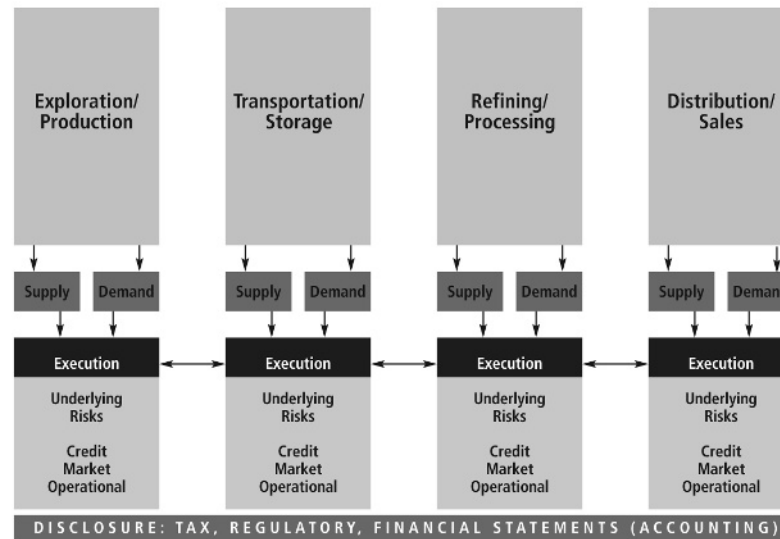 Exploration/
Production
Transportation/
Storage
Refining/
Processing
Distribution/
Sales
Supply
Demand
Supply
Demand
Supply
Demand
Supply
Deman
Execution
Execution
Execution
Execution
Underlying
Risks
Credit
Market
Operational
Underlying
Risks
Credit
Market
Operational
Underlying
Risks
Credit
Market
Operational
Underlying
Risks
Credit
Market
Operational
DISCLOSURE: TAX, REGULATORY, FINANCIAL STATEMENTS (ACCOUNTING)